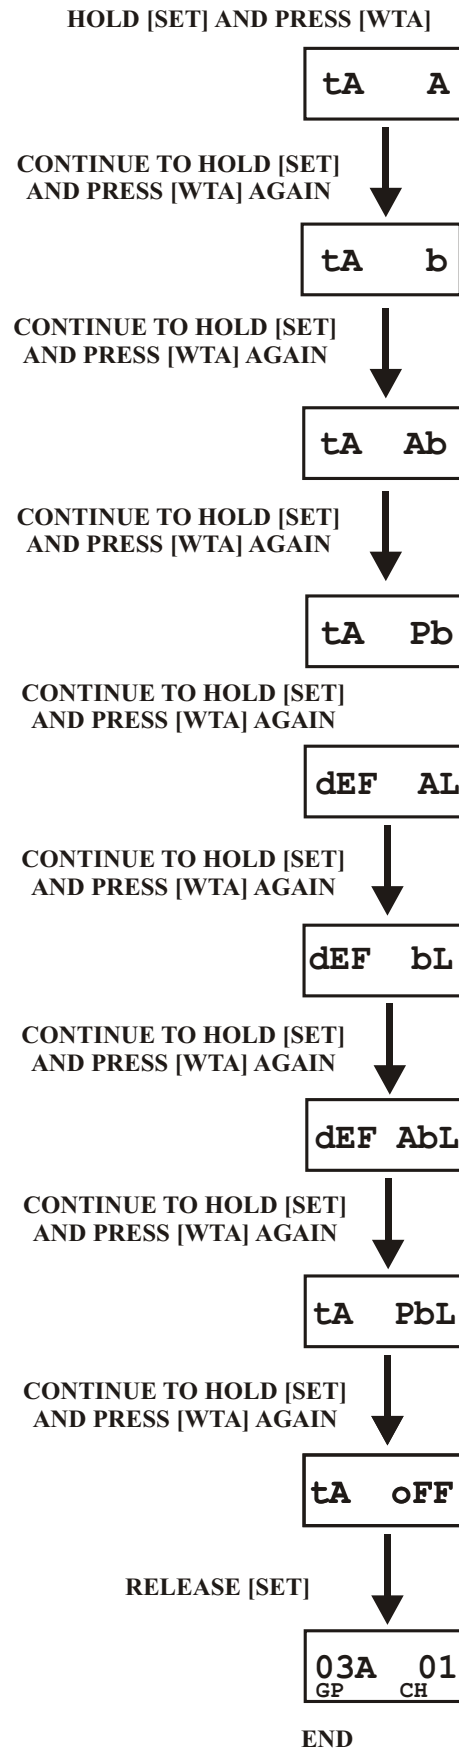 HOLD [SET] AND PRESS [WTA]
tA A
CONTINUE TO HOLD [SET]
AND PRESS [WTA] AGAIN
tA b
CONTINUE TO HOLD [SET]
AND PRESS [WTA] AGAIN
tA Ab
CONTINUE TO HOLD [SET]
AND PRESS [WTA] AGAIN
tA Pb
CONTINUE TO HOLD [SET]
AND PRESS [WTA] AGAIN
dEF AL
CONTINUE TO HOLD [SET]
AND PRESS [WTA] AGAIN
dEF bL
CONTINUE TO HOLD [SET]
AND PRESS [WTA] AGAIN
dEF AbL
CONTINUE TO HOLD [SET]
AND PRESS [WTA] AGAIN
tA PbL
CONTINUE TO HOLD [SET]
AND PRESS [WTA] AGAIN
tA oFF
RELEASE [SET]
03A 01
GP CH
END